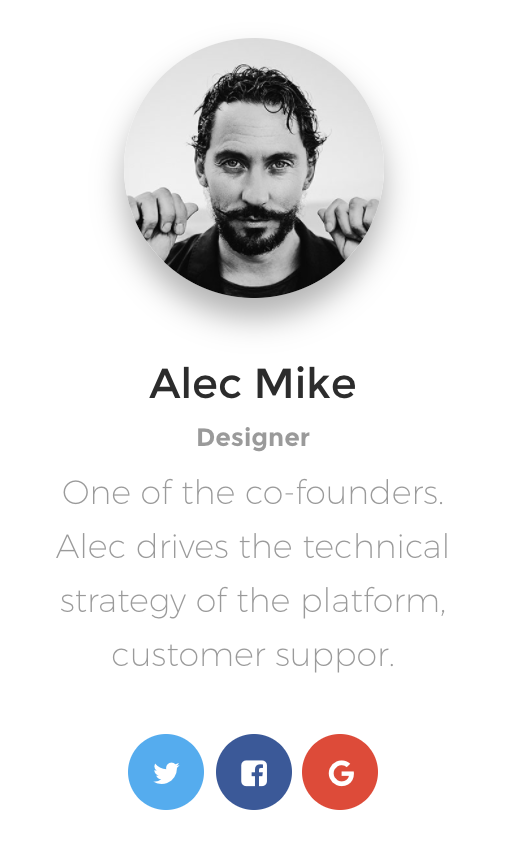 Alec Mike
Designer
One of the co-founders.
Alec drives the technical
strategy of the platform,
customer suppor.